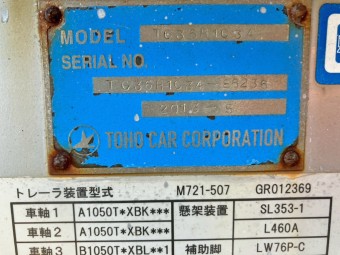 MODEL
SERIAL NO.
TOHO CAR CORPORATION
トレーラ装置型式 M721-507 GR012369
車軸1 A1050T*XBK*** 懸架装置 SL353-1
車軸2 A1050T*XBK*** L460A
車軸3 B1050T*XBL**1 補助脚 LW76P-C